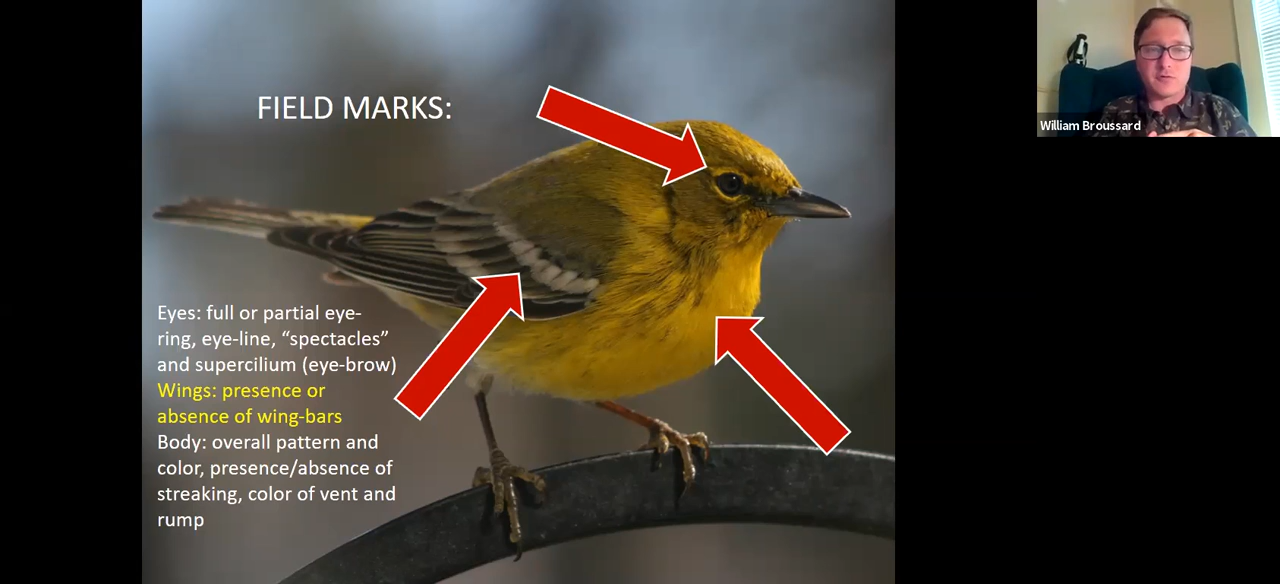 FIELD MARKS:
William Broussard
Eyes: full or partial eye-
ring, eye-line, “spectacles”
and supercilium (eye-brow)
Wings: presence or
absence of wing-bars
Body: overall pattern and
color, presence/absence of
streaking, color of vent and
rump